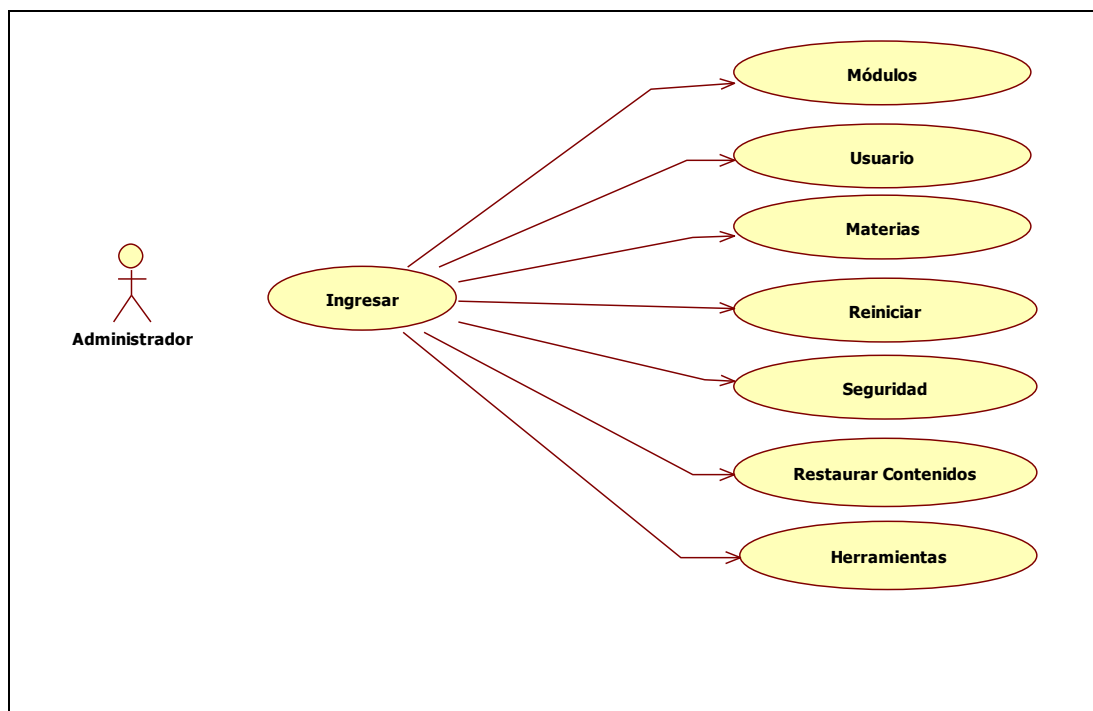 Módulos
Usuario
Materias
Administrador
Ingresar
Reiniciar
Seguridad
Restaurar Contenidos
Herramientas